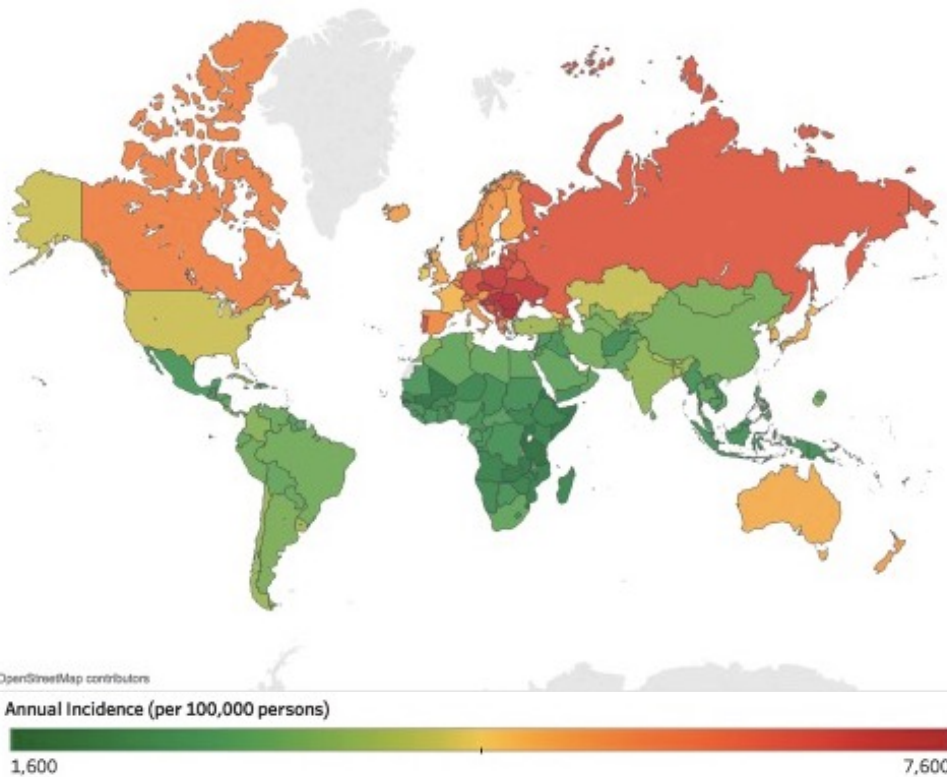 OpenStreetMap contributors
Annual Incidence (per 100,000 persons)
1,600
7,600